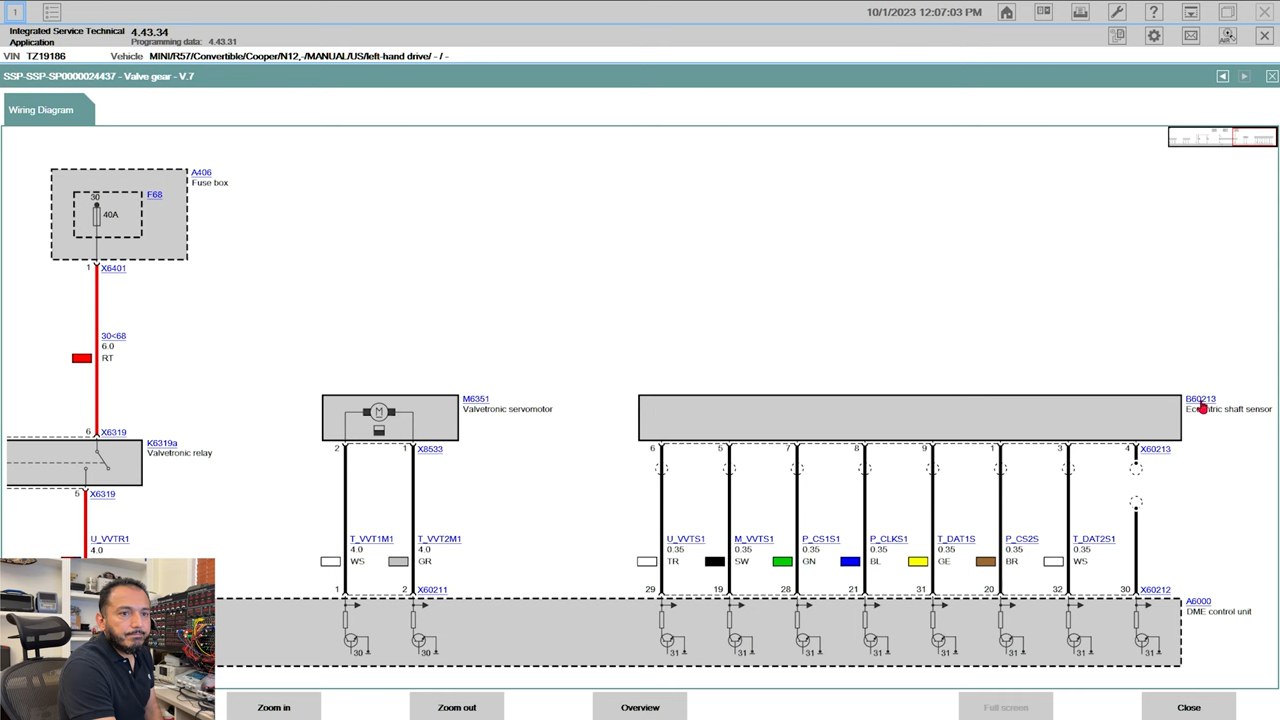 1
10/1/2023 12:07:03 PM
?
Integrated Service Technical Application 4.43.34
Programming data: 4.43.31
AIR
VIN TZ19186 Vehicle MINI/R57/Convertible/Cooper/N12,-/MANUAL/US/left-hand drive/ - / -
SSP-SSP-SP0000024437 - Valve gear - V.7
Wiring Diagram
A406
Fuse box
F68
30
40A
1 X6401
30<68
6.0
RT
6 X6319
K6319a
Valvetronic relay
5 X6319
U_VVTR1
4.0
M
M6351
Valvetronic servomotor
2 1 X8533
T_VVT1M1 T_VVT2M1
4.0 4.0
WS GR
1 2 X60211
30 30
B60213
Eccentric shaft sensor
6 5 7 8 9 1 3 4 X60213
U_VVTS1 M_VVTS1 P_CS1S1 P_CLKS1 T_DAT1S P_CS2S T_DAT2S1
0.35 0.35 0.35 0.35 0.35 0.35 0.35
TR SW GN BL GE BR WS
29 19 28 21 31 20 32 30 X60212
A6000
DME control unit
31 31 31 31 31 31 31 31
Zoom in Zoom out Overview Full screen Close